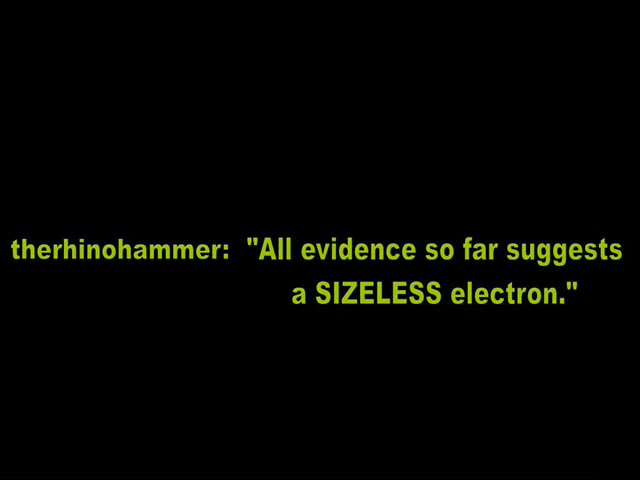 therhinohammer: "All evidence so far suggests
a SIZELESS electron."